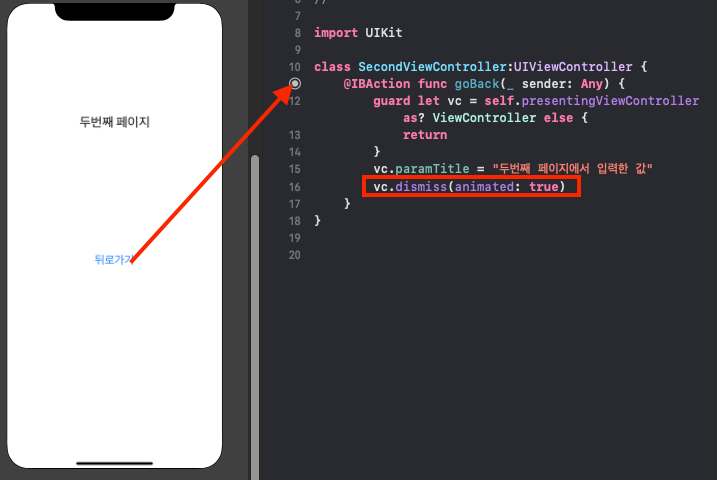 두번째 페이지
뒤로가기
//
7
8 import UIKit
9
10 class SecondViewController:UIViewController {
@IBAction func goBack(_ sender: Any) {
12 guard let vc = self.presentingViewController
as? ViewController else {
13 return
14 }
15 vc.paramTitle = "두번째 페이지에서 입력한 값"
16 vc.dismiss(animated: true)
17 }
18 }
19
20